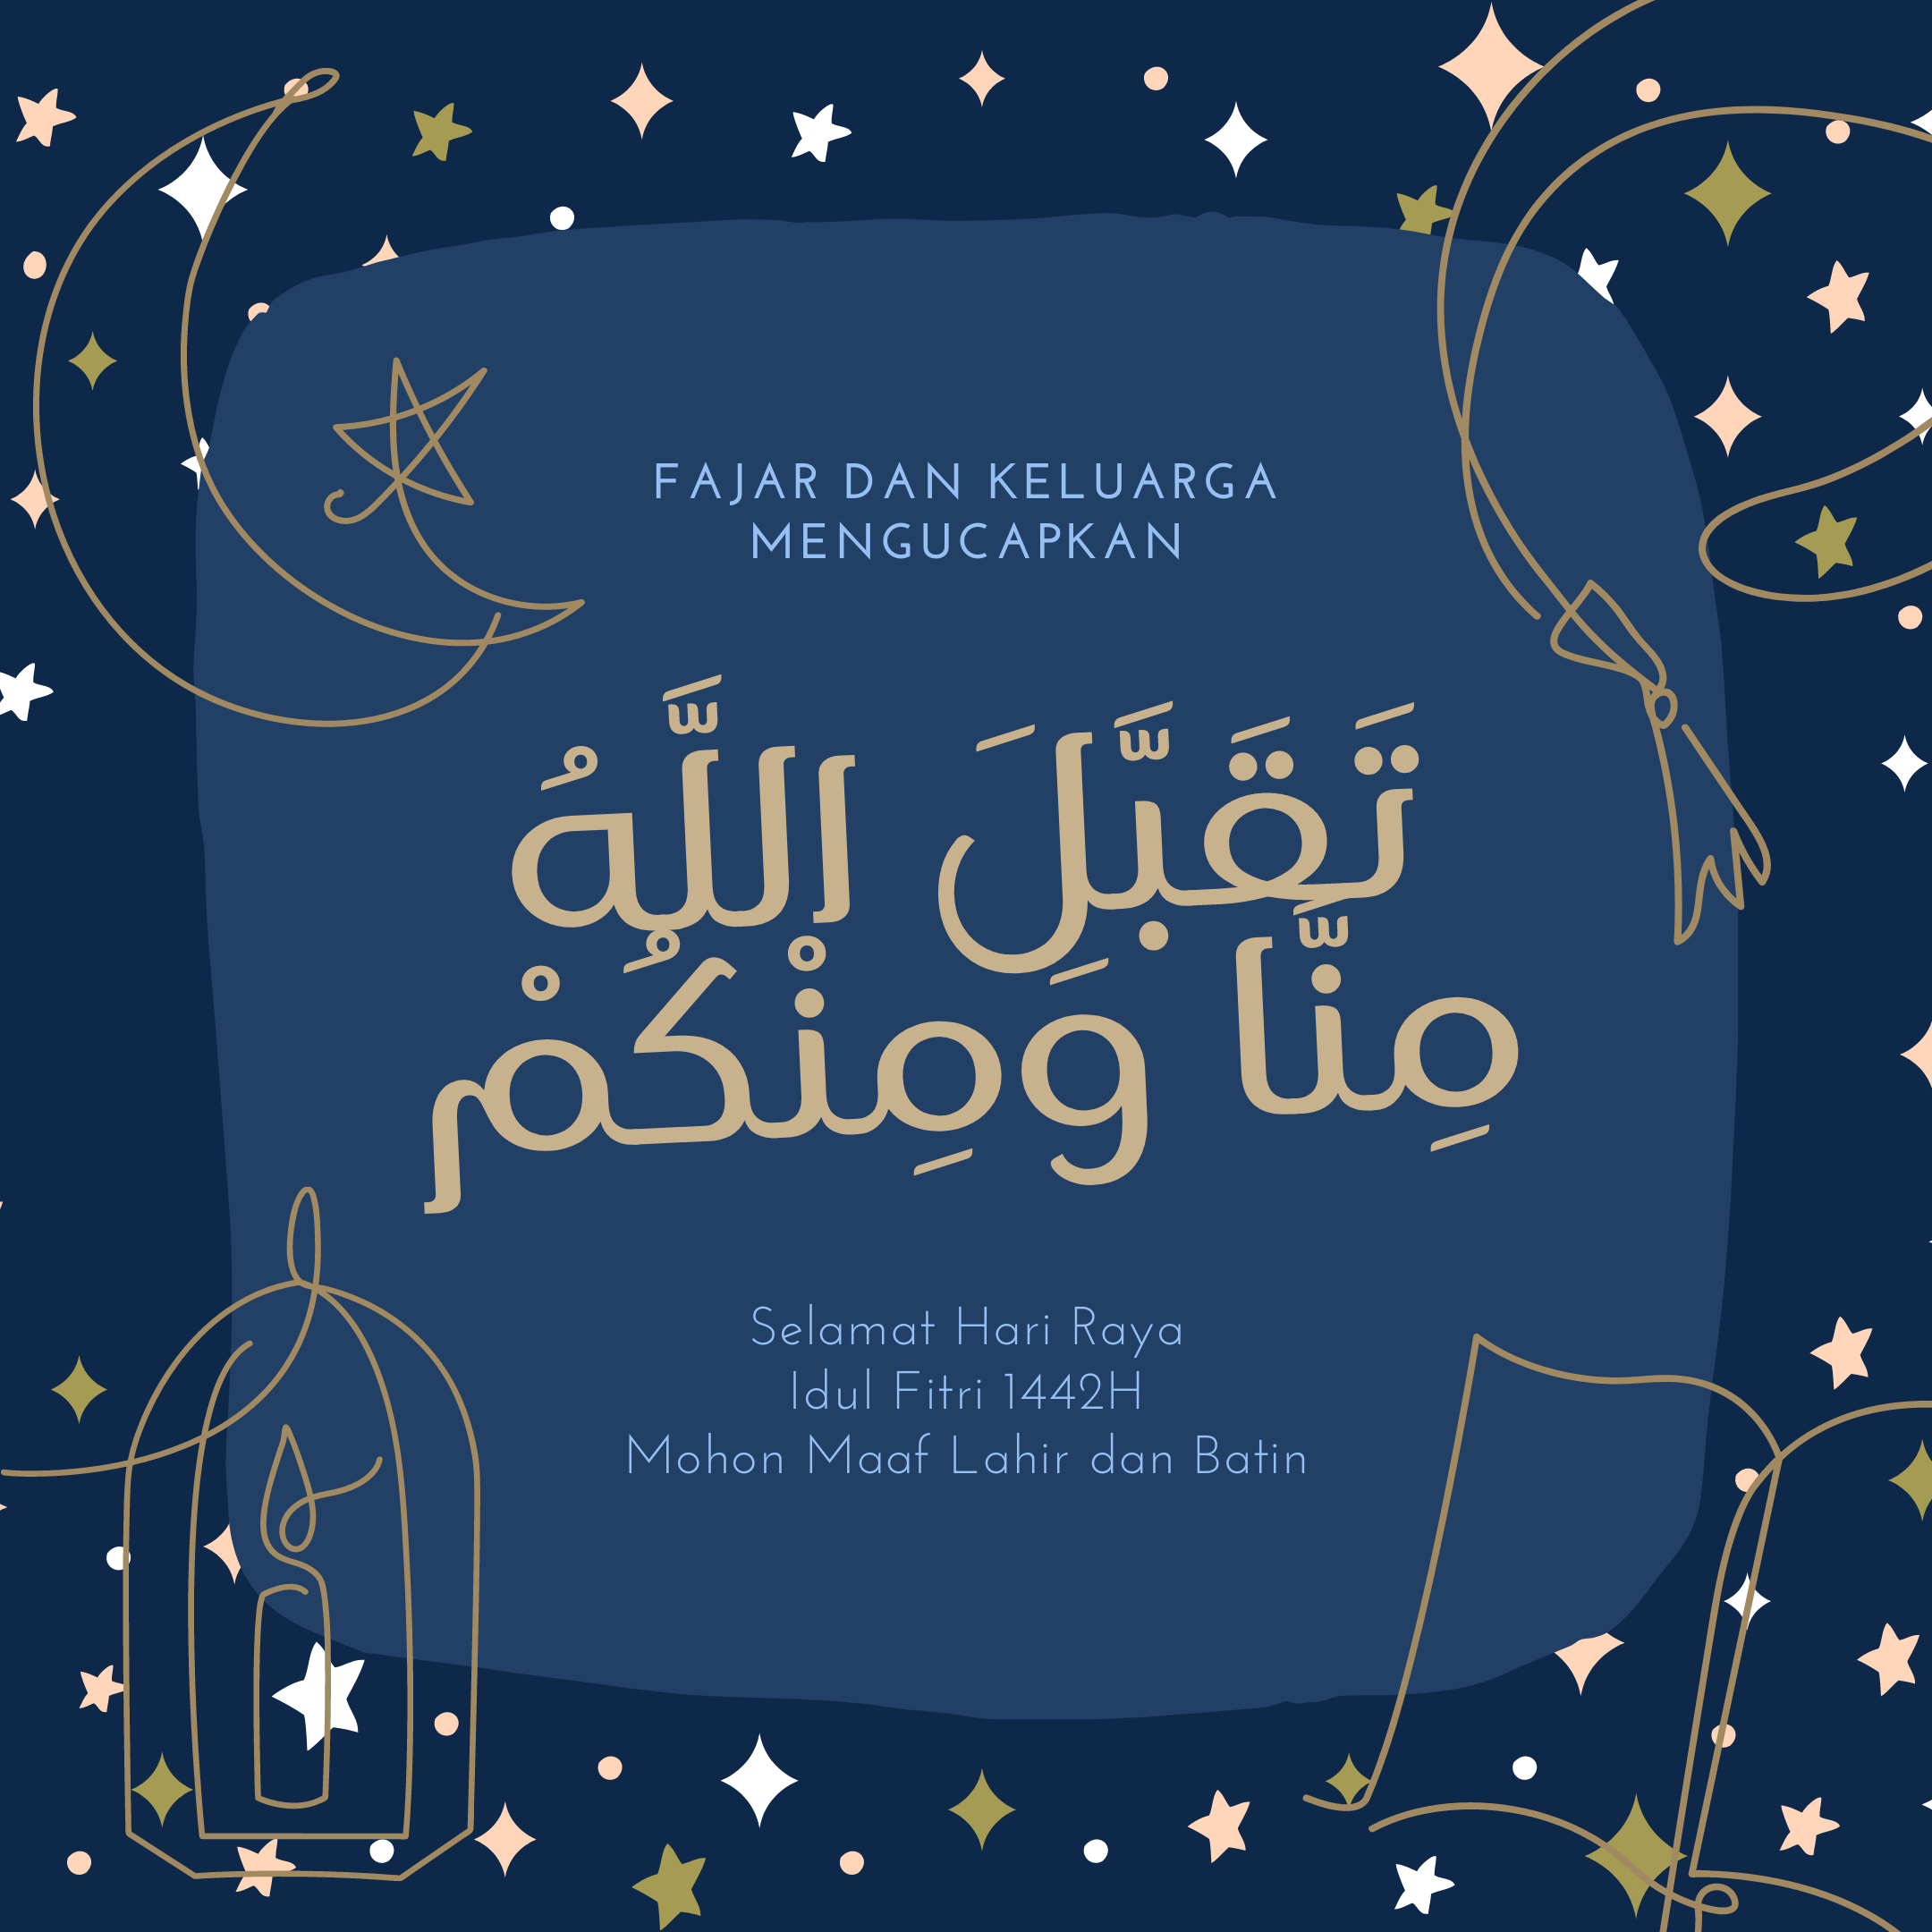 FAJAR DAN KELUARGA
MENGUCAPKAN
تَقَبَّلَ اللَّهُ
مِنَّا وَمِنْكُمْ
Selamat Hari Raya
Idul Fitri 1442H
Mohon Maaf Lahir dan Batin